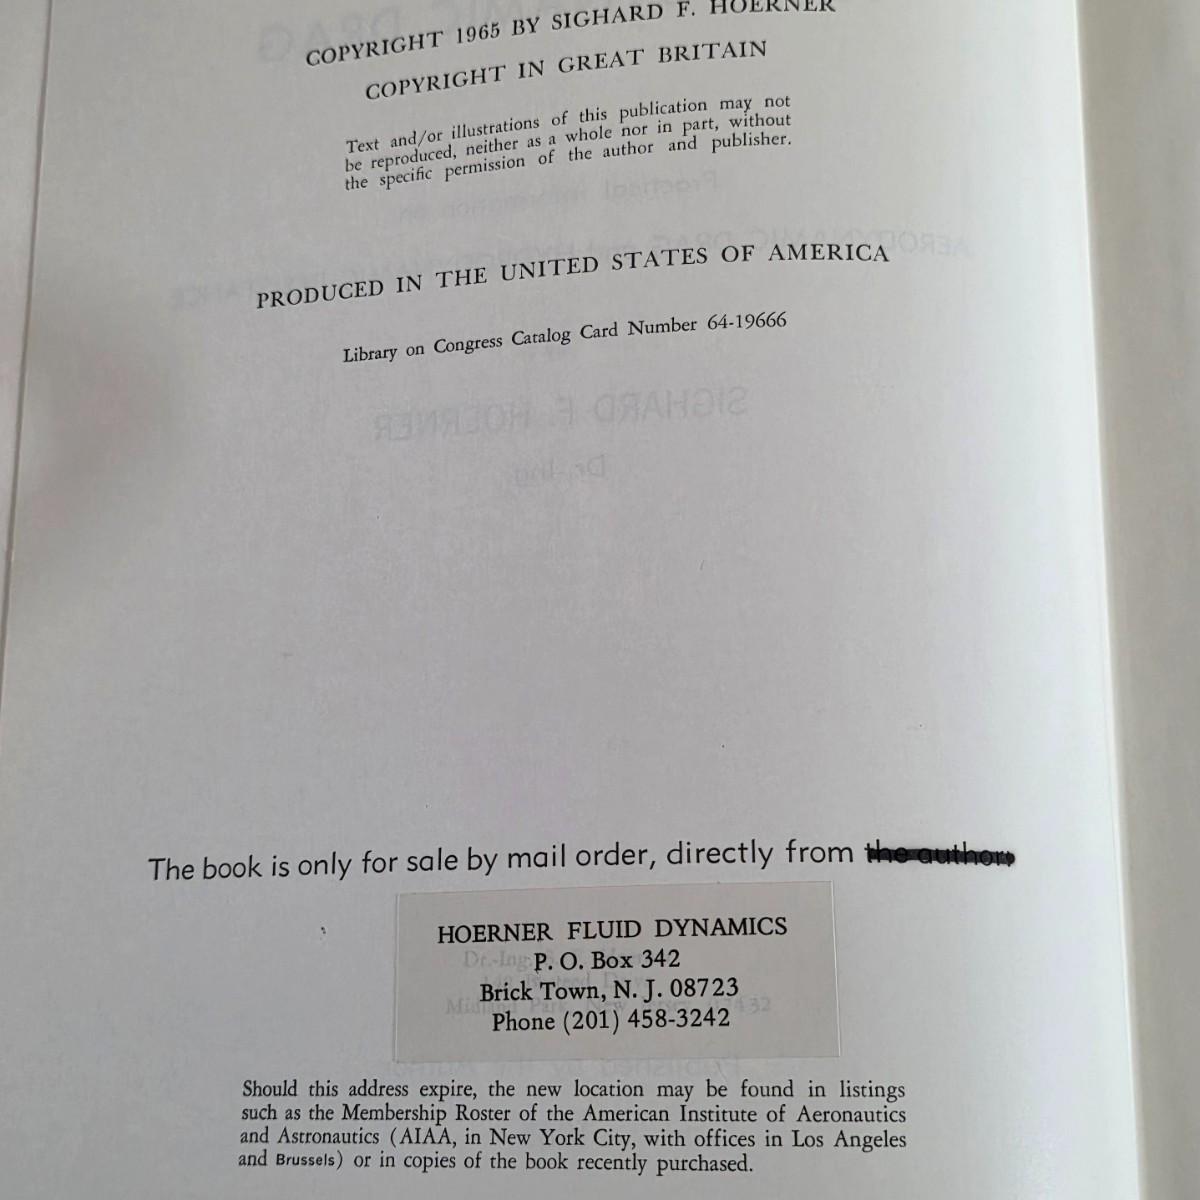 COPYRIGHT 1965 BY SIGHARD F. HOERNER
COPYRIGHT IN GREAT BRITAIN
Text and/or illustrations of this publication may not
be reproduced, neither as a whole nor in part, without
the specific permission of the author and publisher.
PRODUCED IN THE UNITED STATES OF AMERICA
Library on Congress Catalog Card Number 64-19666
SIGHARD F. HOERNER
Dr.-Ing.
The book is only for sale by mail order, directly from the author:
HOERNER FLUID DYNAMICS
P. O. Box 342
Brick Town, N. J. 08723
Phone (201) 458-3242
Should this address expire, the new location may be found in listings
such as the Membership Roster of the American Institute of Aeronautics
and Astronautics (AIAA, in New York City, with offices in Los Angeles
and Brussels) or in copies of the book recently purchased.